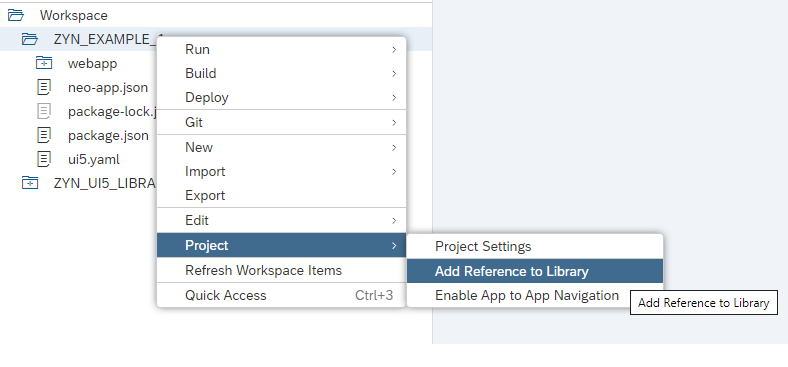 Workspace
ZYN_EXAMPLE_1
webapp
neo-app.json
package-lock.j
package.json
ui5.yaml
ZYN_UI5_LIBRA
Run
Build
Deploy
Git
New
Import
Export
Edit
Project
Refresh Workspace Items
Quick Access Ctrl+3
Project Settings
Add Reference to Library
Enable App to App Navigation
Add Reference to Library